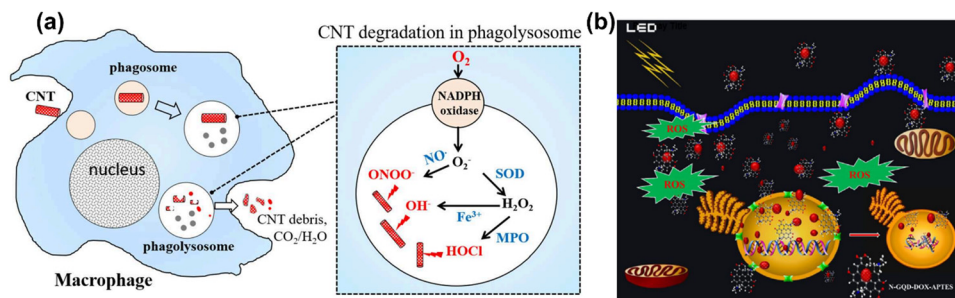 (a)
CNT
phagosome
nucleus
phagolysosome
CNT debris,
CO₂/H₂O
Macrophage
CNT degradation in phagolysosome
O₂
NADPH
oxidase
NO·
O₂⁻
ONOO⁻
SOD
OH·
H₂O₂
Fe³⁺
MPO
HOCl
(b)
LED
ROS
ROS
ROS
N-GQD-DOX-APTES